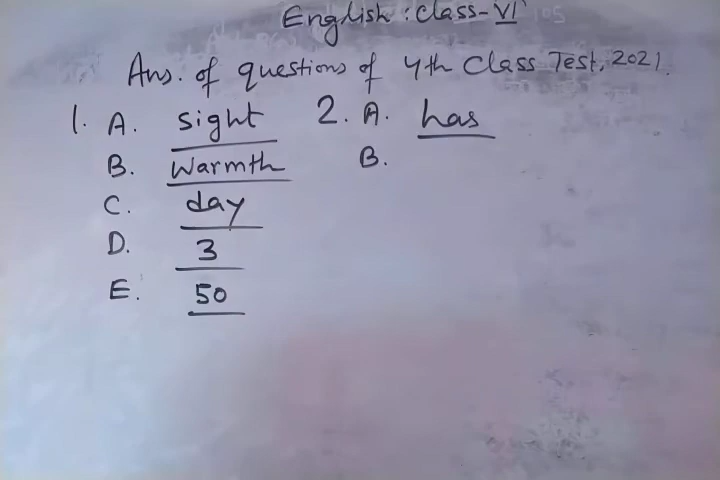 English : class-VI
Ans. of questions of 4th Class Test, 2021.
1. A. sight 2. A. has
B. Warmth B.
C. day
D. 3
E. 50